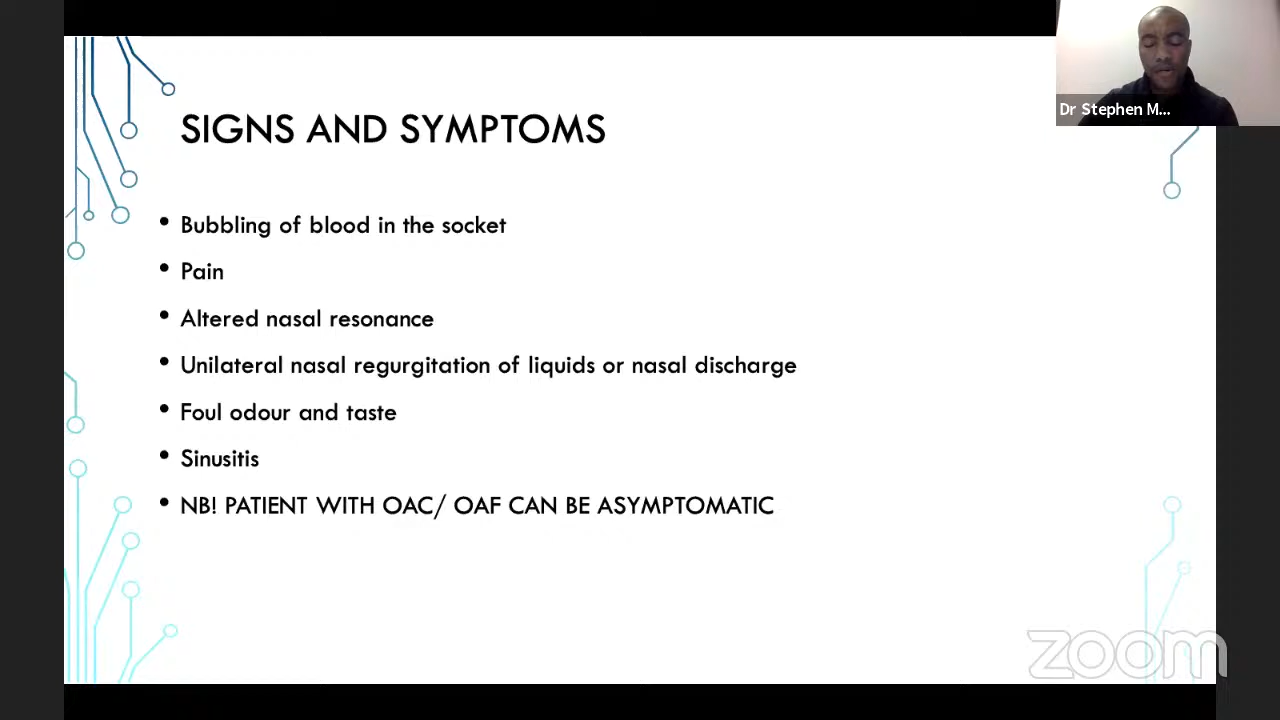 Dr Stephen M...
SIGNS AND SYMPTOMS
• Bubbling of blood in the socket
• Pain
• Altered nasal resonance
• Unilateral nasal regurgitation of liquids or nasal discharge
• Foul odour and taste
• Sinusitis
• NB! PATIENT WITH OAC/ OAF CAN BE ASYMPTOMATIC
zoom